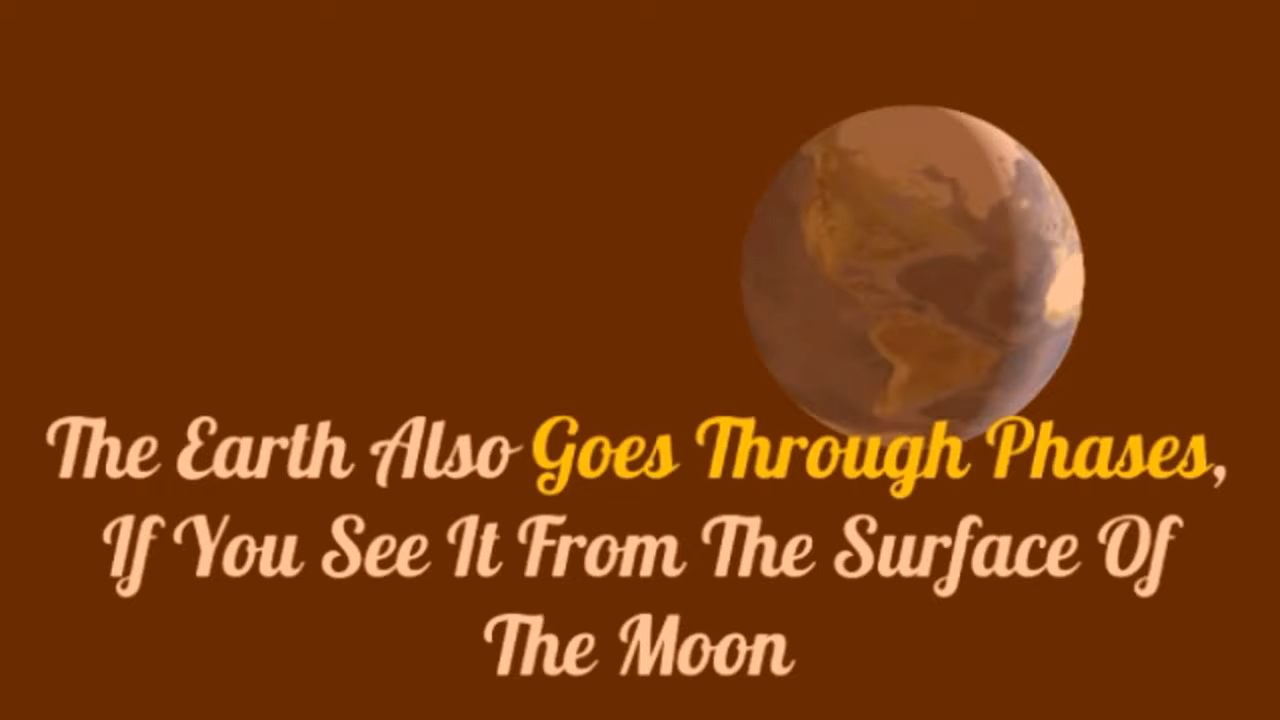 The Earth Also Goes Through Phases,
If You See It From The Surface Of
The Moon